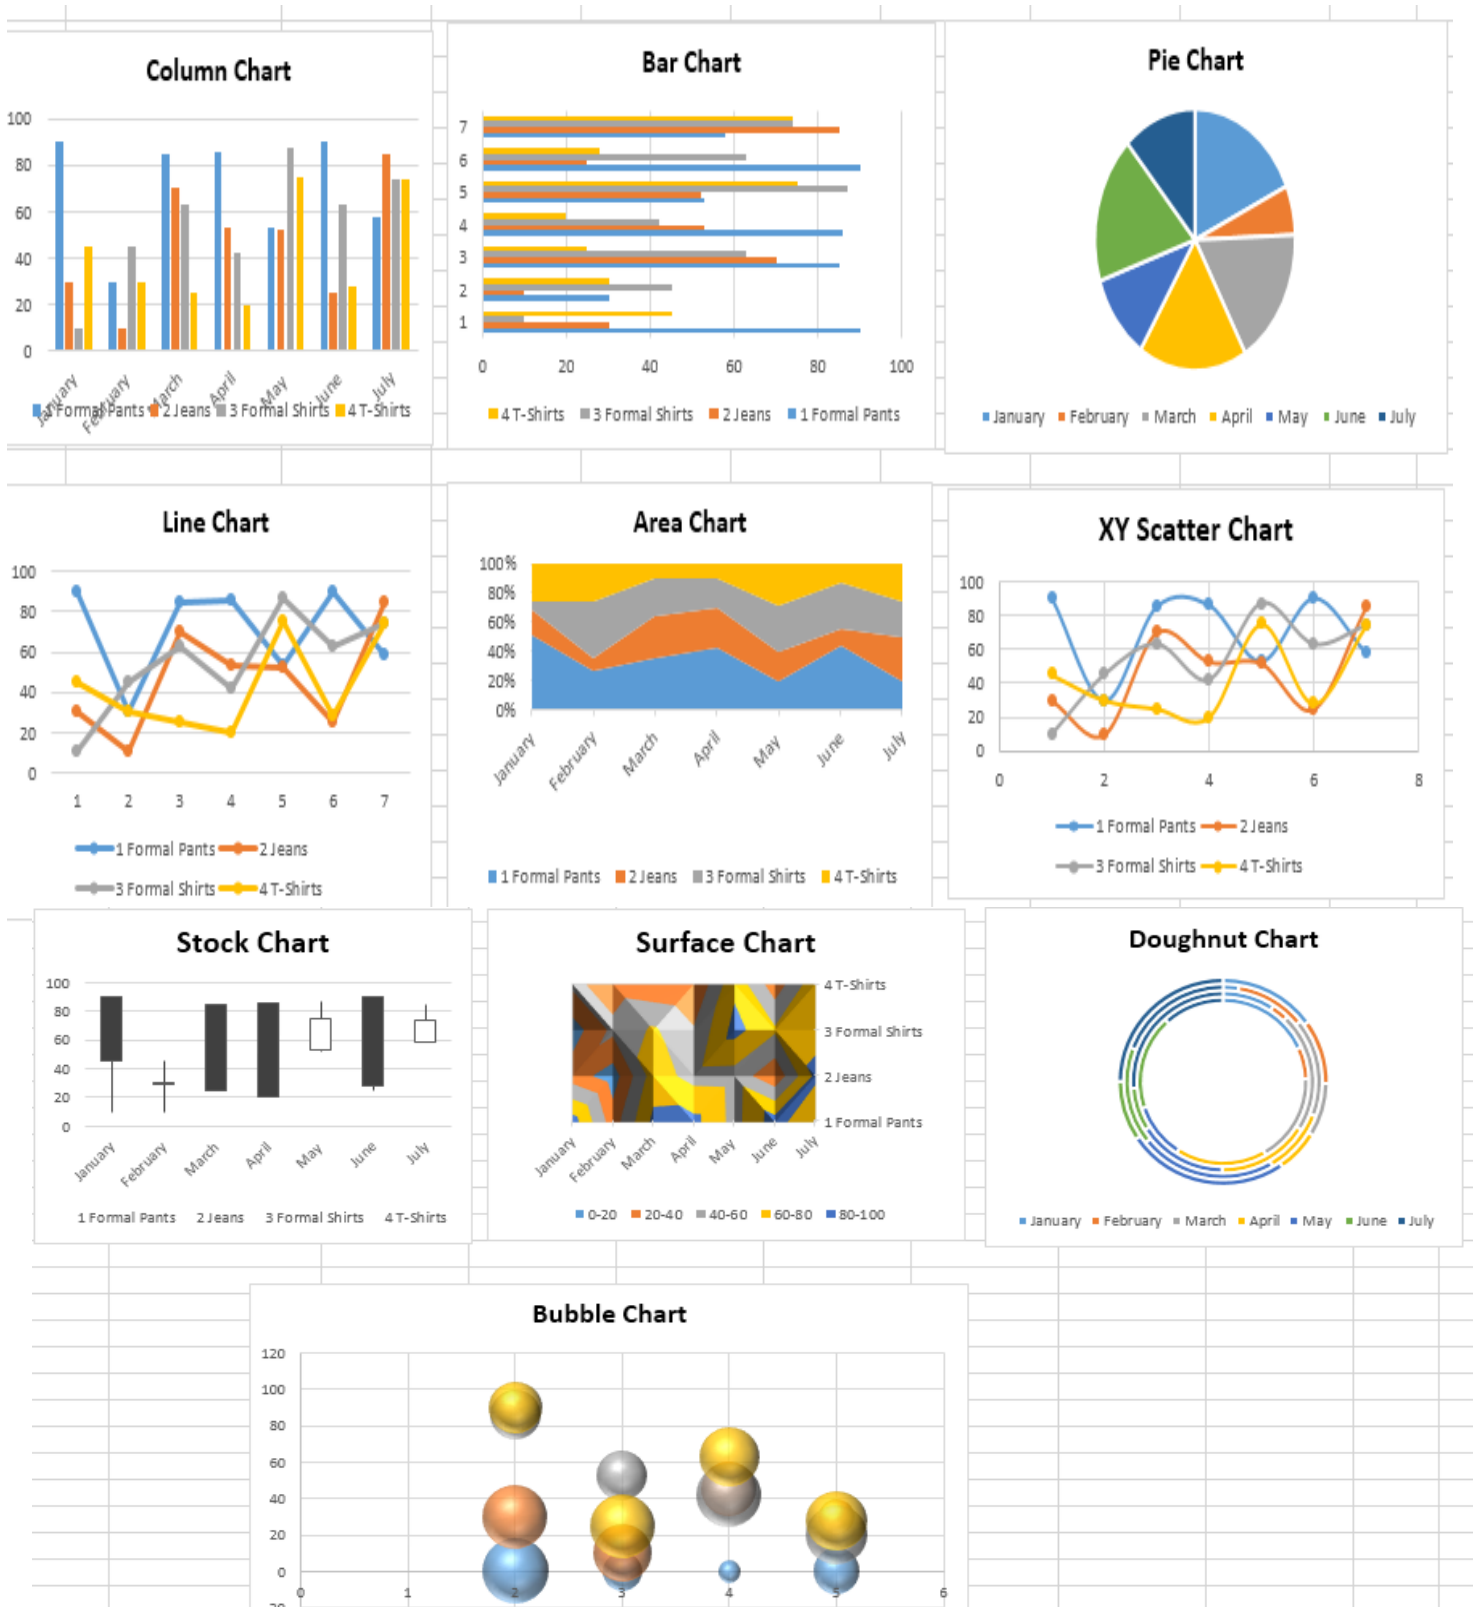 Column Chart
100
80
60
40
20
0
January February March April May June July
1 Formal Pants 2 Jeans 3 Formal Shirts 4 T-Shirts
Bar Chart
7
6
5
4
3
2
1
0 20 40 60 80 100
4 T-Shirts 3 Formal Shirts 2 Jeans 1 Formal Pants
Pie Chart
January February March April May June July
Line Chart
100
80
60
40
20
0
1 2 3 4 5 6 7
1 Formal Pants 2 Jeans
3 Formal Shirts 4 T-Shirts
Area Chart
100%
80%
60%
40%
20%
0%
January February March April May June July
1 Formal Pants 2 Jeans 3 Formal Shirts 4 T-Shirts
XY Scatter Chart
100
80
60
40
20
0
0 2 4 6 8
1 Formal Pants 2 Jeans
3 Formal Shirts 4 T-Shirts
Stock Chart
100
80
60
40
20
0
January February March April May June July
1 Formal Pants 2 Jeans 3 Formal Shirts 4 T-Shirts
Surface Chart
4 T-Shirts
3 Formal Shirts
2 Jeans
1 Formal Pants
January February March April May June July
0-20 20-40 40-60 60-80 80-100
Doughnut Chart
January February March April May June July
Bubble Chart
120
100
80
60
40
20
0
0 1 2 3 4 5 6